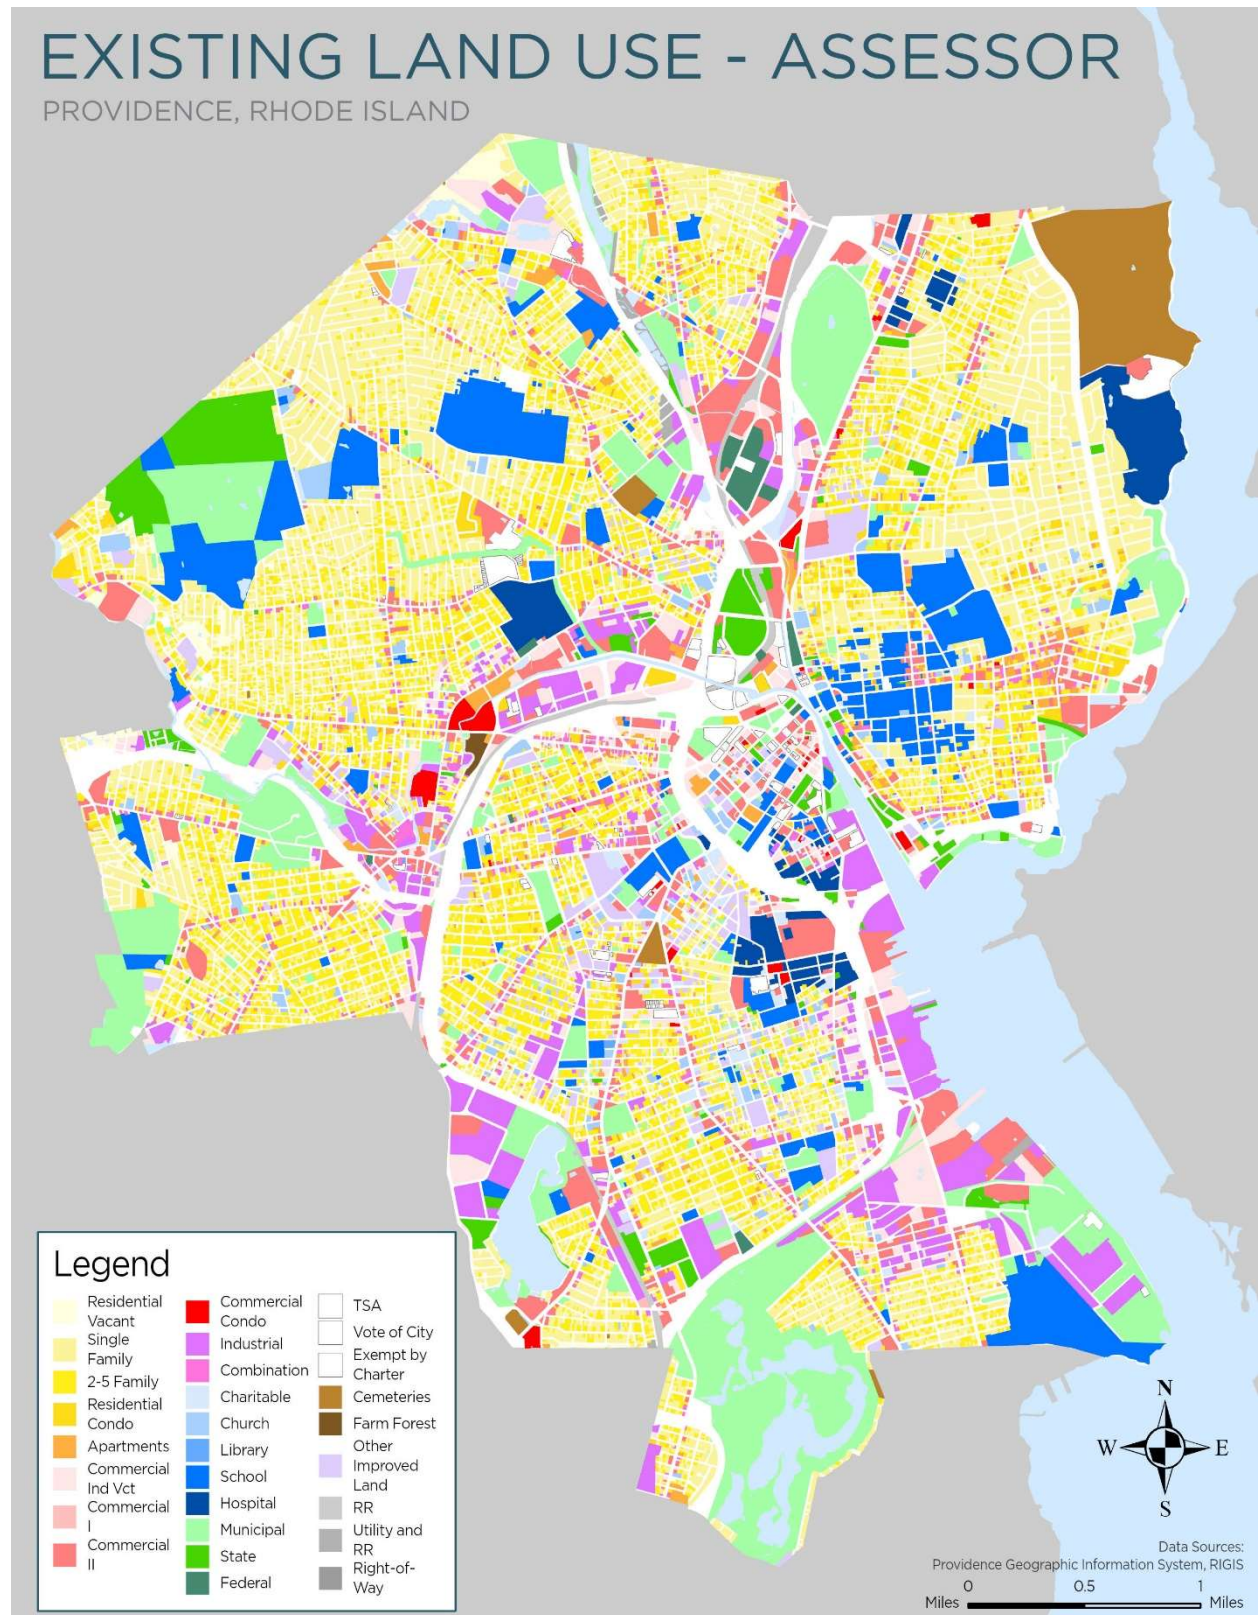 EXISTING LAND USE - ASSESSOR
PROVIDENCE, RHODE ISLAND
Legend
Residential
Vacant
Single
Family
2-5 Family
Residential
Condo
Apartments
Commercial
Ind Vct
Commercial
I
Commercial
II
Commercial
Condo
Industrial
Combination
Charitable
Church
Library
School
Hospital
Municipal
State
Federal
TSA
Vote of City
Exempt by
Charter
Cemeteries
Farm Forest
Other
Improved
Land
RR
Utility and
RR
Right-of-
Way
N
W E
S
Data Sources:
Providence Geographic Information System, RIGIS
0 0.5 1
Miles Miles